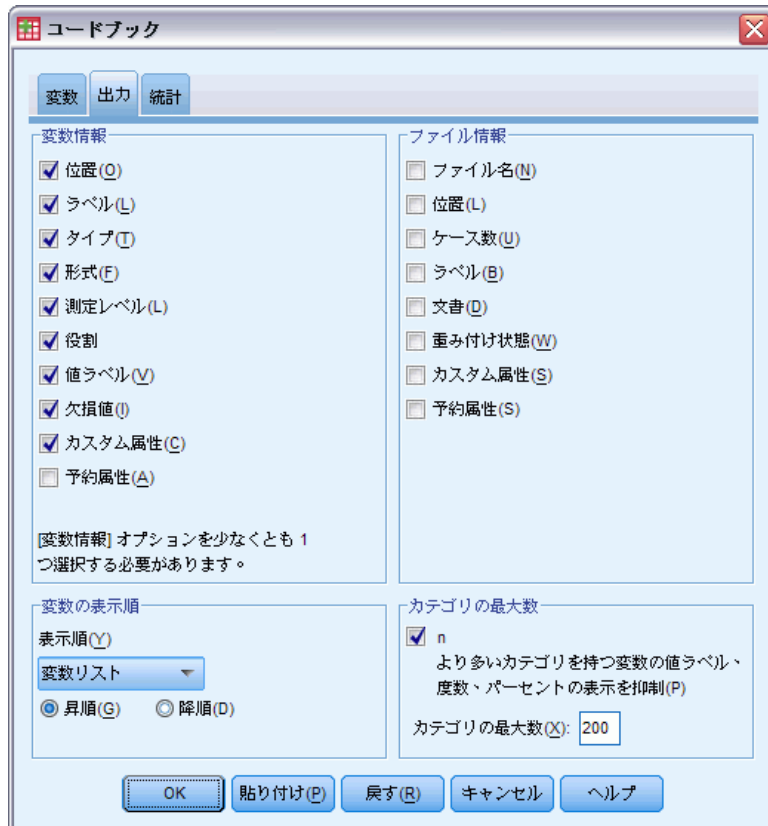 コードブック
変数 出力 統計
変数情報
位置(O)
ラベル(L)
タイプ(T)
形式(F)
測定レベル(L)
役割
値ラベル(V)
欠損値(I)
カスタム属性(C)
予約属性(A)
[変数情報] オプションを少なくとも 1
つ選択する必要があります。
ファイル情報
ファイル名(N)
位置(L)
ケース数(U)
ラベル(B)
文書(D)
重み付け状態(W)
カスタム属性(S)
予約属性(S)
変数の表示順
表示順(Y)
変数リスト
昇順(G) 降順(D)
カテゴリの最大数
n
より多いカテゴリを持つ変数の値ラベル、
度数、パーセントの表示を抑制(P)
カテゴリの最大数(X): 200
OK 貼り付け(P) 戻す(R) キャンセル ヘルプ